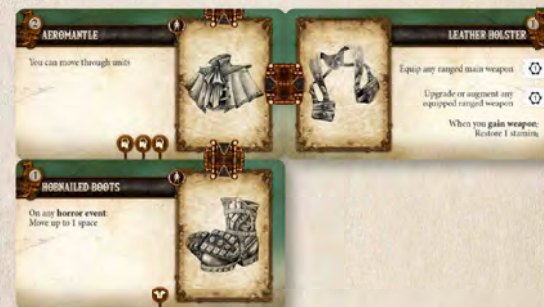 2
AEROMANTLE
You can move through units
LEATHER HOLSTER
1
Equip any ranged main weapon
Upgrade or augment any
equipped ranged weapon
When you gain weapon:
Restore 1 stamina
1
HOBNAILED BOOTS
On any horror event:
Move up to 1 space